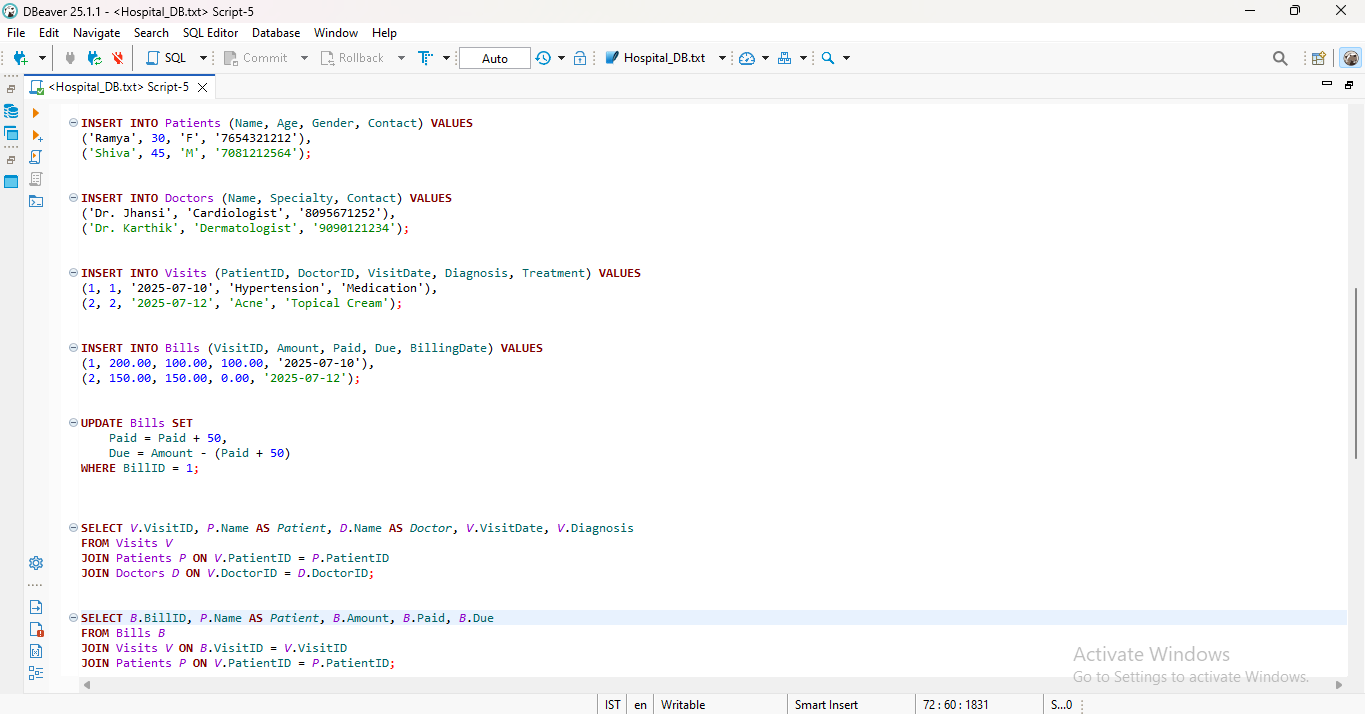 DBeaver 25.1.1 - <Hospital_DB.txt> Script-5
File Edit Navigate Search SQL Editor Database Window Help
SQL Commit Rollback Auto Hospital_DB.txt
<Hospital_DB.txt> Script-5
INSERT INTO Patients (Name, Age, Gender, Contact) VALUES
('Ramya', 30, 'F', '7654321212'),
('Shiva', 45, 'M', '7081212564');
INSERT INTO Doctors (Name, Specialty, Contact) VALUES
('Dr. Jhansi', 'Cardiologist', '8095671252'),
('Dr. Karthik', 'Dermatologist', '9090121234');
INSERT INTO Visits (PatientID, DoctorID, VisitDate, Diagnosis, Treatment) VALUES
(1, 1, '2025-07-10', 'Hypertension', 'Medication'),
(2, 2, '2025-07-12', 'Acne', 'Topical Cream');
INSERT INTO Bills (VisitID, Amount, Paid, Due, BillingDate) VALUES
(1, 200.00, 100.00, 100.00, '2025-07-10'),
(2, 150.00, 150.00, 0.00, '2025-07-12');
UPDATE Bills SET
Paid = Paid + 50,
Due = Amount - (Paid + 50)
WHERE BillID = 1;
SELECT V.VisitID, P.Name AS Patient, D.Name AS Doctor, V.VisitDate, V.Diagnosis
FROM Visits V
JOIN Patients P ON V.PatientID = P.PatientID
JOIN Doctors D ON V.DoctorID = D.DoctorID;
SELECT B.BillID, P.Name AS Patient, B.Amount, B.Paid, B.Due
FROM Bills B
JOIN Visits V ON B.VisitID = V.VisitID
JOIN Patients P ON V.PatientID = P.PatientID;
Activate Windows
Go to Settings to activate Windows.
IST en Writable Smart Insert 72 : 60 : 1831 S...0